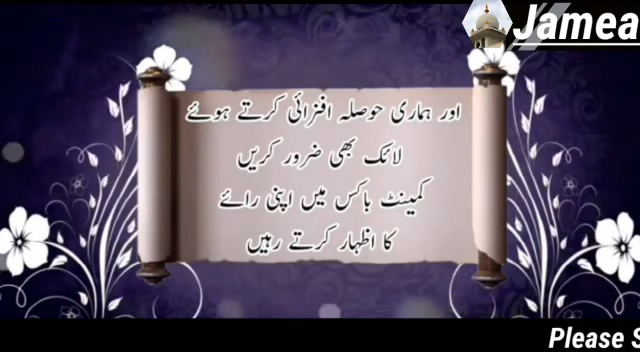 Jamea
اور ہماری حوصلہ افزائی کرتے ہوئے
لائک بھی ضرور کریں
کمینٹ باکس میں اپنی رائے
کا اظہار کرتے رہیں
Please S